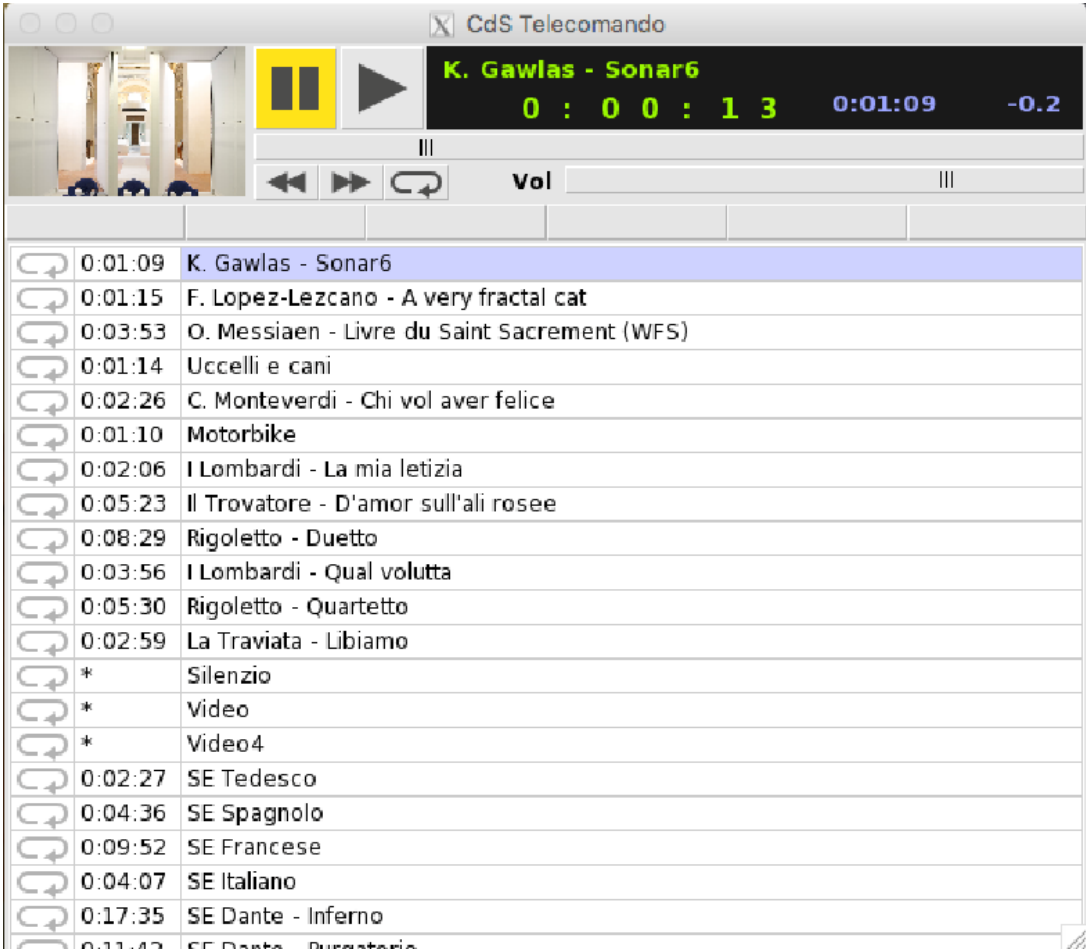 CdS Telecomando
K. Gawlas - Sonar6
0 : 0 0 : 1 3 0:01:09 -0.2
Vol
0:01:09 K. Gawlas - Sonar6
0:01:15 F. Lopez-Lezcano - A very fractal cat
0:03:53 O. Messiaen - Livre du Saint Sacrement (WFS)
0:01:14 Uccelli e cani
0:02:26 C. Monteverdi - Chi vol aver felice
0:01:10 Motorbike
0:02:06 I Lombardi - La mia letizia
0:05:23 Il Trovatore - D'amor sull'ali rosee
0:08:29 Rigoletto - Duetto
0:03:56 I Lombardi - Qual volutta
0:05:30 Rigoletto - Quartetto
0:02:59 La Traviata - Libiamo
* Silenzio
* Video
* Video4
0:02:27 SE Tedesco
0:04:36 SE Spagnolo
0:09:52 SE Francese
0:04:07 SE Italiano
0:17:35 SE Dante - Inferno
SE Dante - Purgatorio